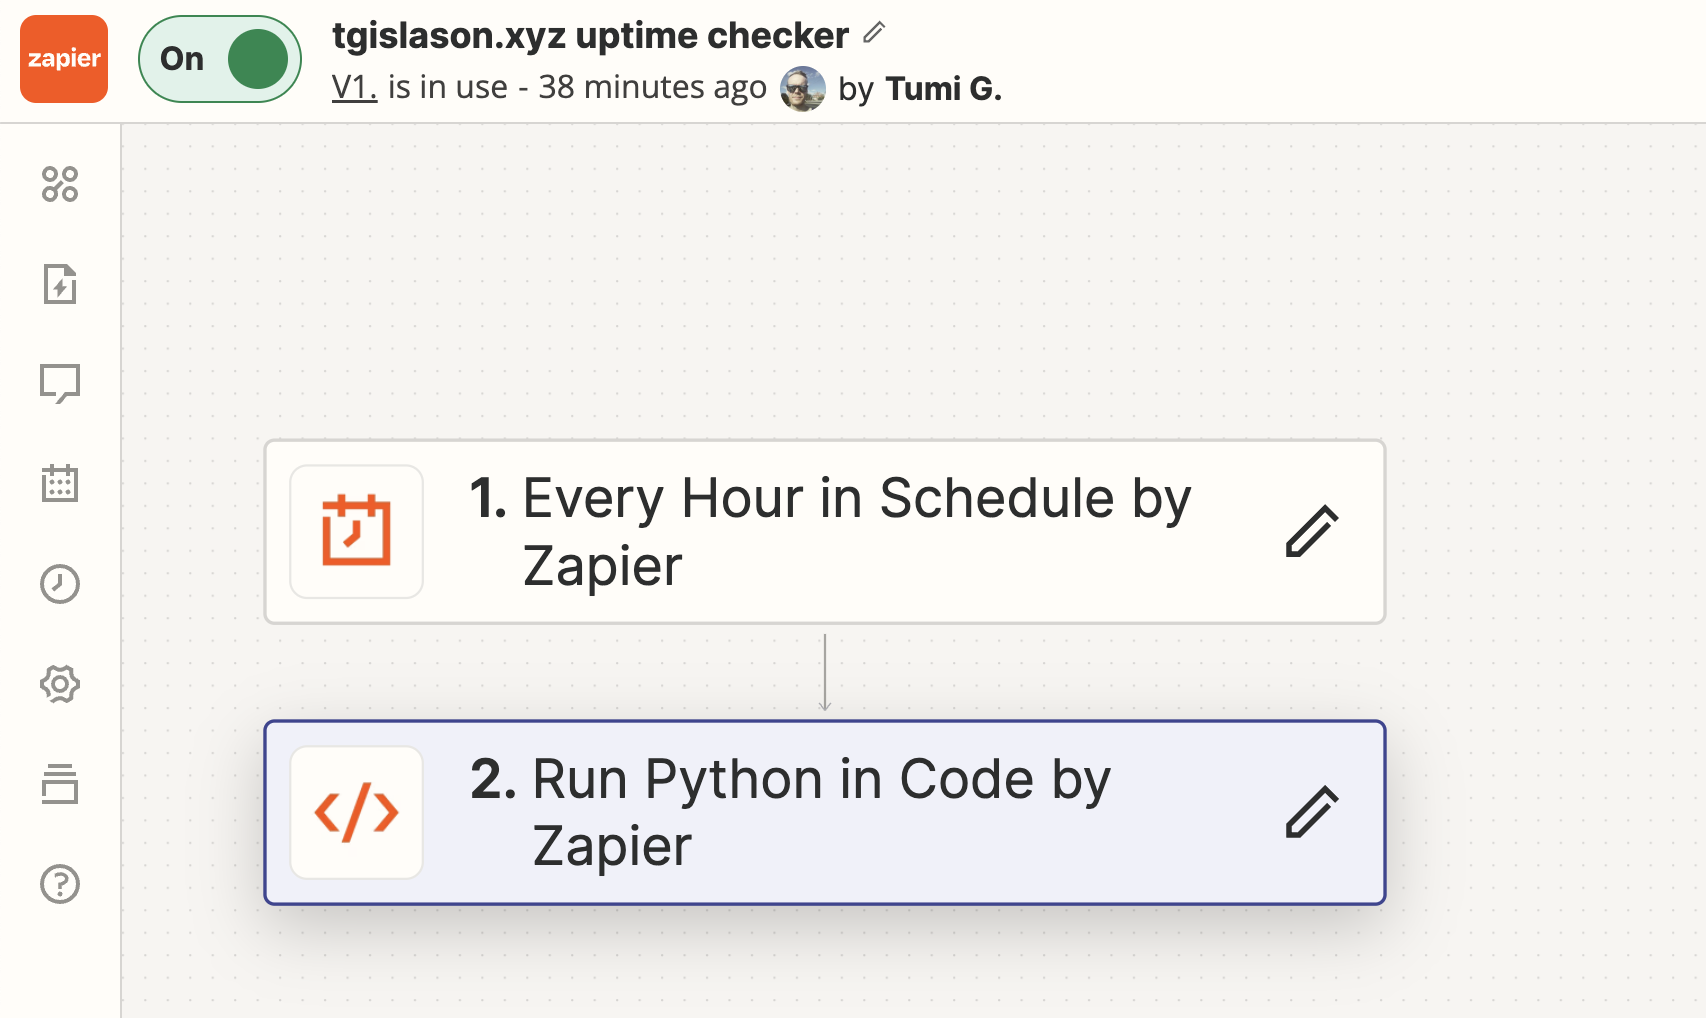 zapier
On
tgislason.xyz uptime checker
V1. is in use - 38 minutes ago by Tumi G.
1. Every Hour in Schedule by
Zapier
2. Run Python in Code by
Zapier